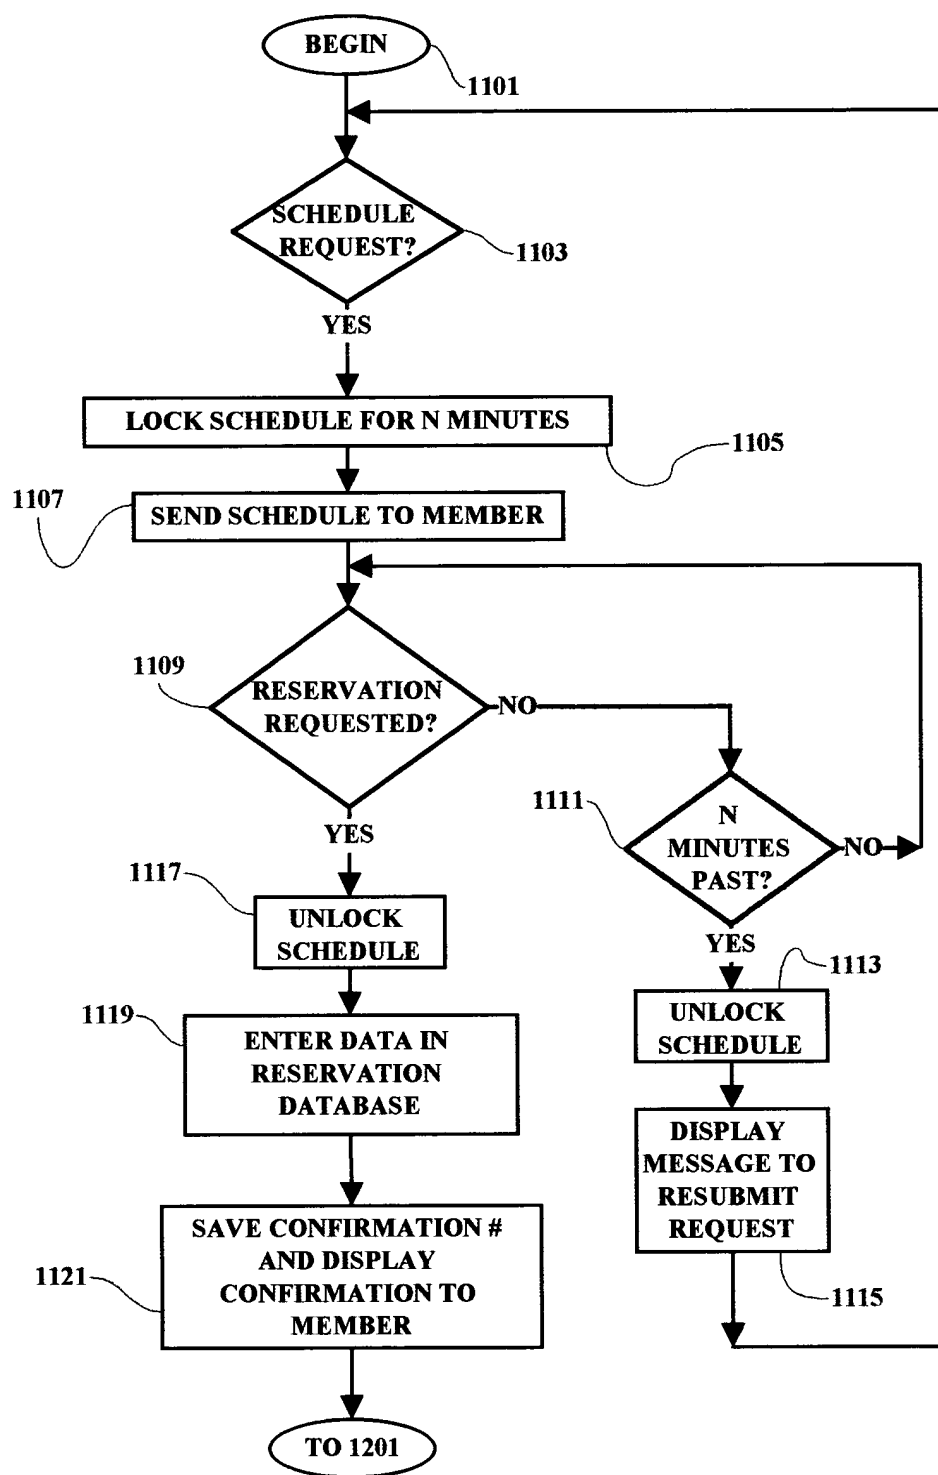 BEGIN
1101
SCHEDULE
REQUEST?
1103
YES
LOCK SCHEDULE FOR N MINUTES
1105
1107
SEND SCHEDULE TO MEMBER
1109
RESERVATION
REQUESTED?
NO
1111
N
MINUTES
PAST?
NO
YES
1117
UNLOCK
SCHEDULE
YES
1113
UNLOCK
SCHEDULE
1119
ENTER DATA IN
RESERVATION
DATABASE
DISPLAY
MESSAGE TO
RESUBMIT
REQUEST
1115
1121
SAVE CONFIRMATION #
AND DISPLAY
CONFIRMATION TO
MEMBER
TO 1201